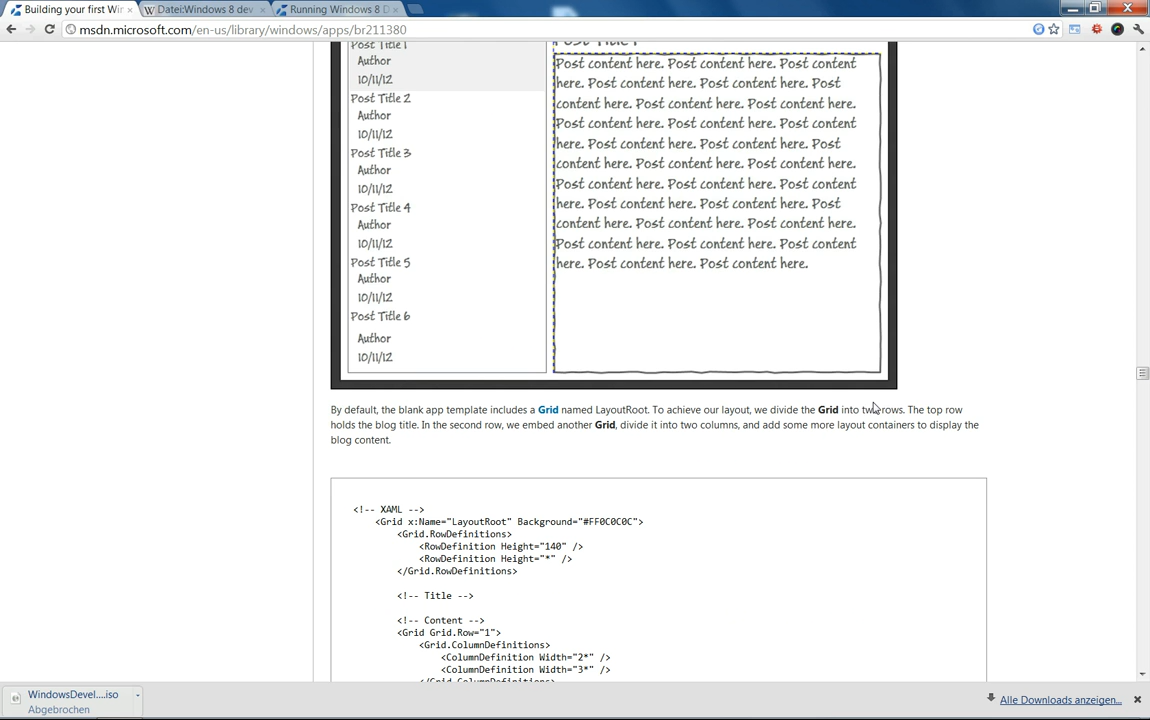 Building your first Wir
Datei:Windows 8 dev
Running Windows 8 D
msdn.microsoft.com/en-us/library/windows/apps/br211380
Post Title 1
Author
10/11/12
Post Title 2
Author
10/11/12
Post Title 3
Author
10/11/12
Post Title 4
Author
10/11/12
Post Title 5
Author
10/11/12
Post Title 6
Author
10/11/12
Post Title 1
Post content here. Post content here. Post content
here. Post content here. Post content here. Post
content here. Post content here. Post content here.
Post content here. Post content here. Post content
here. Post content here. Post content here. Post
content here. Post content here. Post content here.
Post content here. Post content here. Post content
here. Post content here. Post content here. Post
content here. Post content here. Post content here.
Post content here. Post content here. Post content
here. Post content here. Post content here.
By default, the blank app template includes a Grid named LayoutRoot. To achieve our layout, we divide the Grid into two rows. The top row
holds the blog title. In the second row, we embed another Grid, divide it into two columns, and add some more layout containers to display the
blog content.
<!-- XAML -->
<Grid x:Name="LayoutRoot" Background="#FF0C0C0C">
<Grid.RowDefinitions>
<RowDefinition Height="140" />
<RowDefinition Height="*" />
</Grid.RowDefinitions>
<!-- Title -->
<!-- Content -->
<Grid Grid.Row="1">
<Grid.ColumnDefinitions>
<ColumnDefinition Width="2*" />
<ColumnDefinition Width="3*" />
</Grid.ColumnDefinitions>
WindowsDevel....iso
Abgebrochen
Alle Downloads anzeigen...